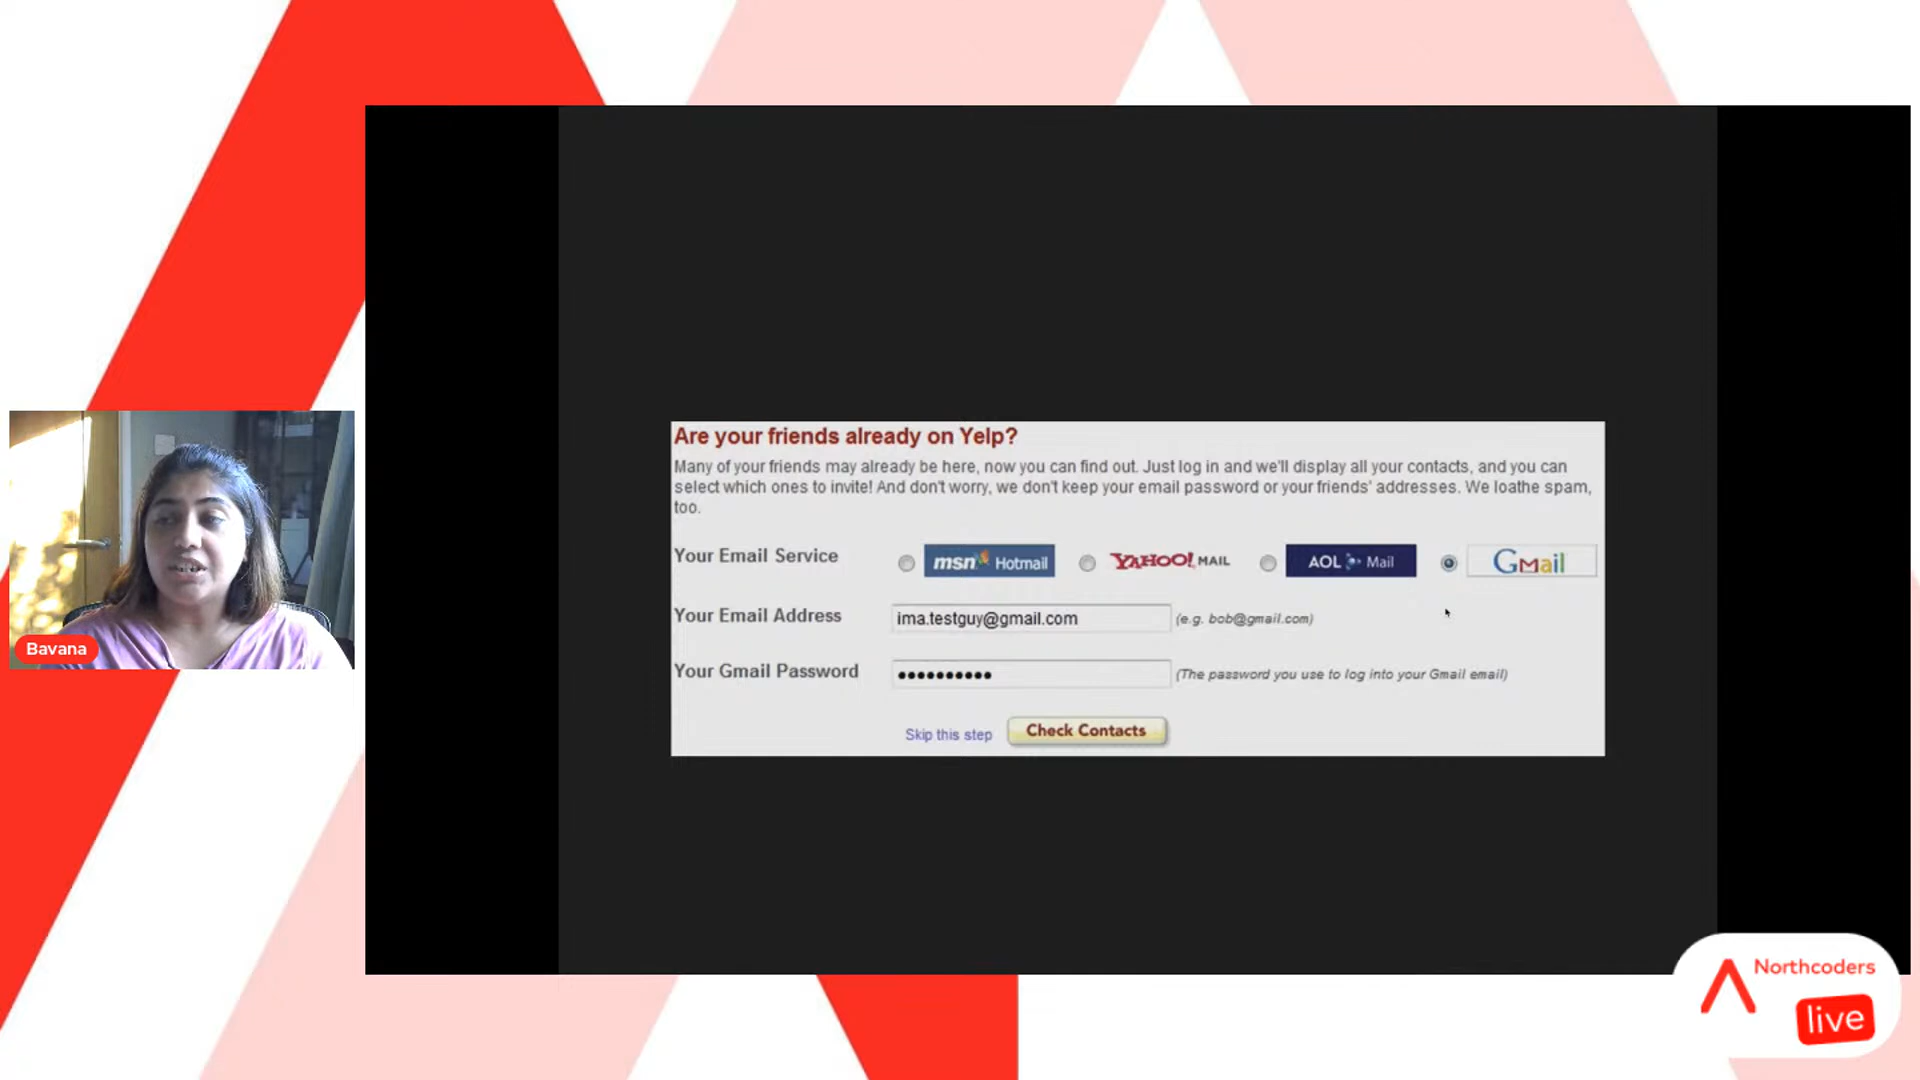 Are your friends already on Yelp?
Many of your friends may already be here, now you can find out. Just log in and we'll display all your contacts, and you can
select which ones to invite! And don't worry, we don't keep your email password or your friends' addresses. We loathe spam,
too.
Your Email Service
msn Hotmail
YAHOO! MAIL
AOL Mail
GMail
Your Email Address
ima.testguy@gmail.com
(e.g. bob@gmail.com)
Your Gmail Password
••••••••••
(The password you use to log into your Gmail email)
Skip this step
Check Contacts
Bavana
Northcoders
live